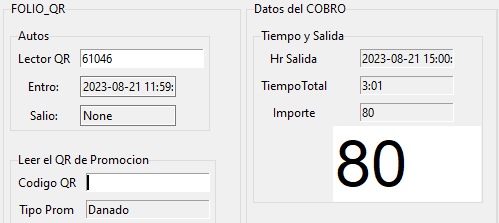 FOLIO_QR
Autos
Lector QR 61046
Entro: 2023-08-21 11:59:
Salio: None
Leer el QR de Promocion
Codigo QR
Tipo Prom Danado
Datos del COBRO
Tiempo y Salida
Hr Salida 2023-08-21 15:00:
TiempoTotal 3:01
Importe 80
80